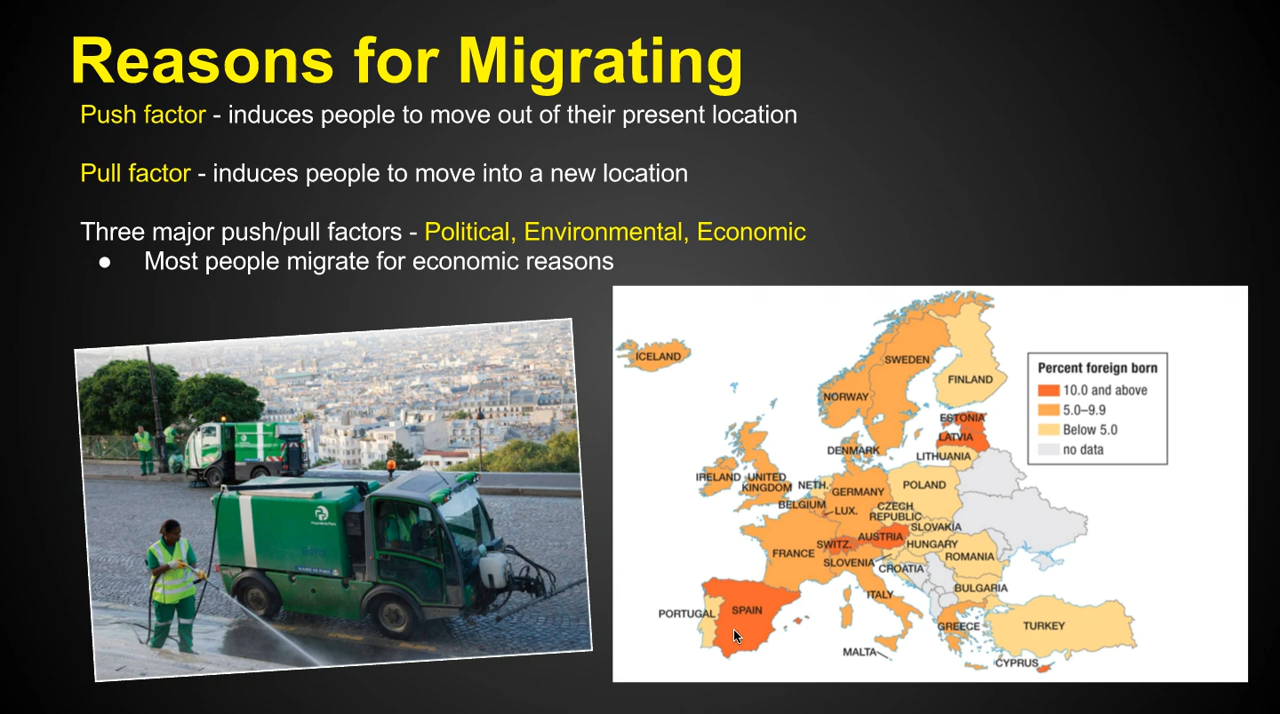 Reasons for Migrating
Push factor - induces people to move out of their present location
Pull factor - induces people to move into a new location
Three major push/pull factors - Political, Environmental, Economic
● Most people migrate for economic reasons
ICELAND
SWEDEN
FINLAND
NORWAY
ESTONIA
LATVIA
DENMARK
LITHUANIA
IRELAND
UNITED
KINGDOM
NETH.
POLAND
GERMANY
BELGIUM
LUX.
CZECH
REPUBLIC
SLOVAKIA
AUSTRIA
SWITZ.
HUNGARY
FRANCE
ROMANIA
SLOVENIA
CROATIA
BULGARIA
ITALY
PORTUGAL
SPAIN
GREECE
TURKEY
MALTA
CYPRUS
Percent foreign born
10.0 and above
5.0–9.9
Below 5.0
no data